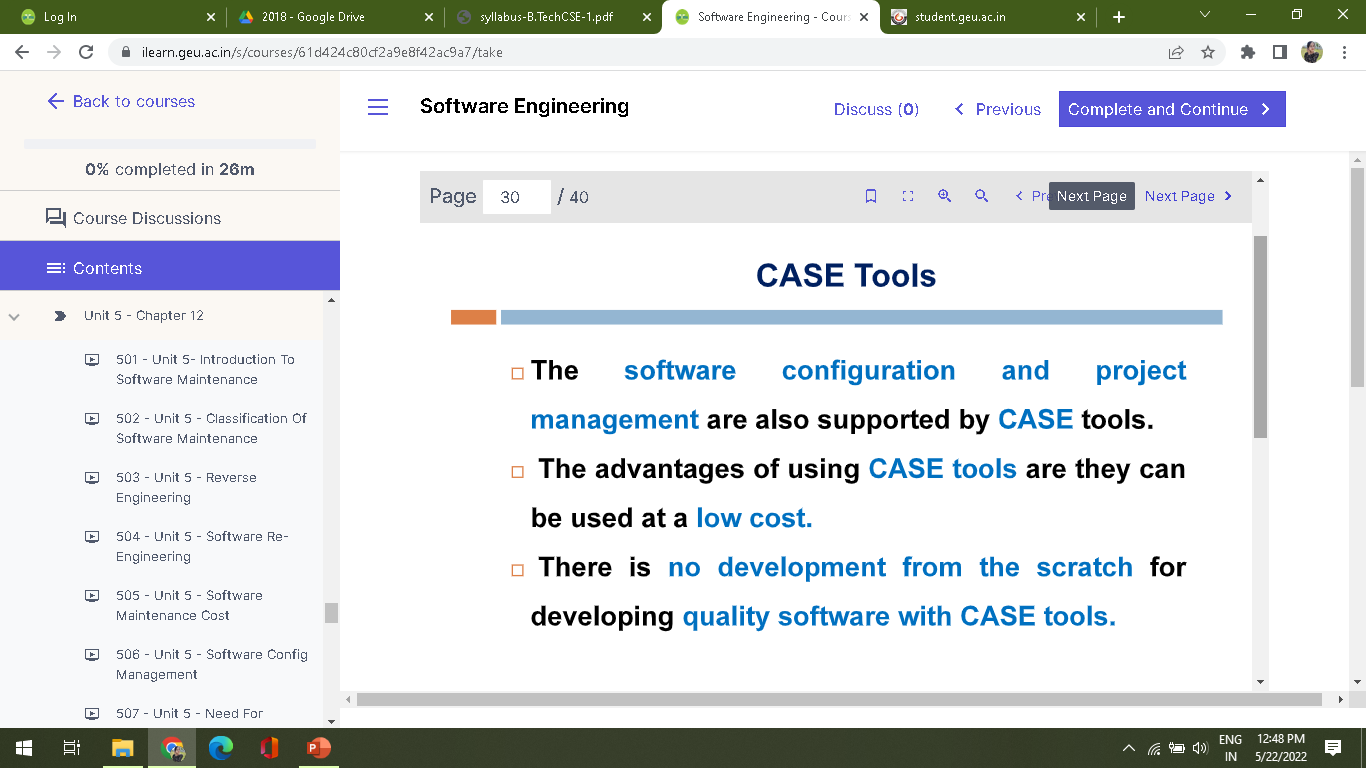 Log In
2018 - Google Drive
syllabus-B.TechCSE-1.pdf
Software Engineering - Cours
student.geu.ac.in
ilearn.geu.ac.in/s/courses/61d424c80cf2a9e8f42ac9a7/take
Back to courses
0% completed in 26m
Course Discussions
Contents
Unit 5 - Chapter 12
501 - Unit 5- Introduction To
Software Maintenance
502 - Unit 5 - Classification Of
Software Maintenance
503 - Unit 5 - Reverse
Engineering
504 - Unit 5 - Software Re-
Engineering
505 - Unit 5 - Software
Maintenance Cost
506 - Unit 5 - Software Config
Management
507 - Unit 5 - Need For
Software Engineering
Discuss (0)
Previous
Complete and Continue
Page 30 / 40
Pre
Next Page
Next Page
CASE Tools
The software configuration and project
management are also supported by CASE tools.
The advantages of using CASE tools are they can
be used at a low cost.
There is no development from the scratch for
developing quality software with CASE tools.
ENG
IN
12:48 PM
5/22/2022